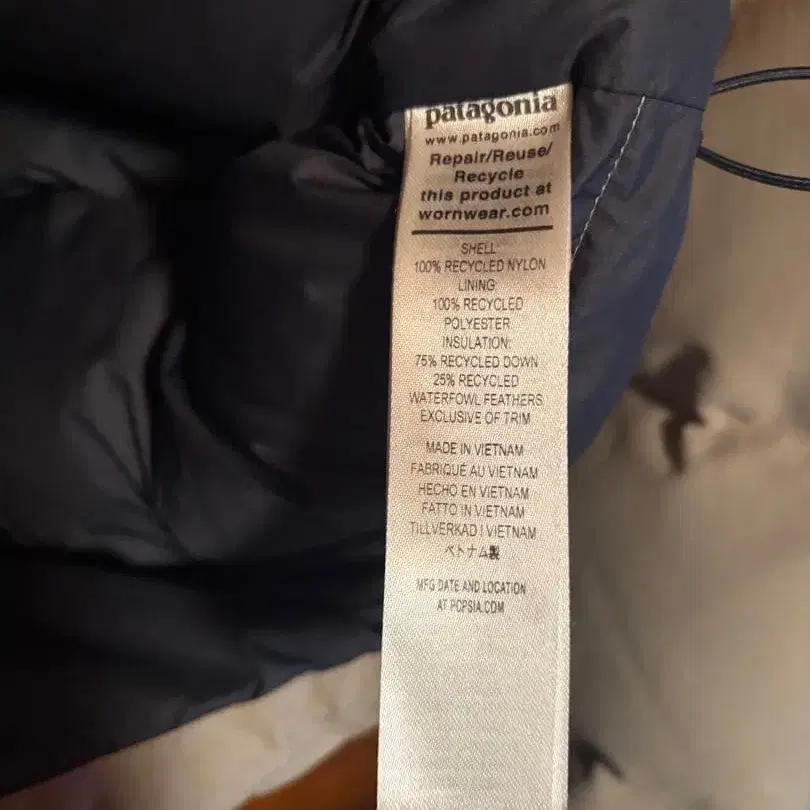 patagonia
www.patagonia.com
Repair/Reuse/
Recycle
this product at
wornwear.com
SHELL:
100% RECYCLED NYLON
LINING:
100% RECYCLED
POLYESTER
INSULATION:
75% RECYCLED DOWN
25% RECYCLED
WATERFOWL FEATHERS
EXCLUSIVE OF TRIM
MADE IN VIETNAM
FABRIQUÉ AU VIETNAM
HECHO EN VIETNAM
FATTO IN VIETNAM
TILLVERKAD I VIETNAM
ベトナム製
MFG DATE AND LOCATION
AT PCPSIA.COM